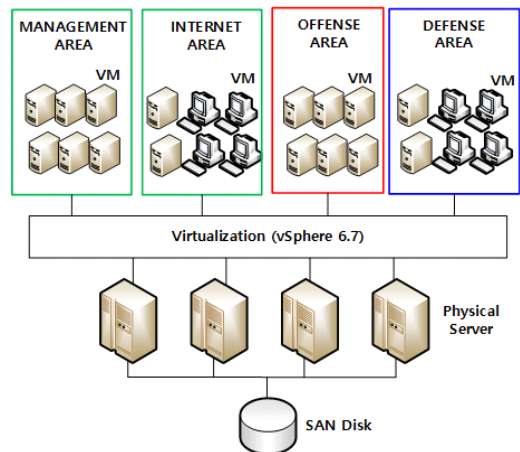 MANAGEMENT
AREA
VM
INTERNET
AREA
VM
OFFENSE
AREA
VM
DEFENSE
AREA
VM
Virtualization (vSphere 6.7)
Physical
Server
SAN Disk